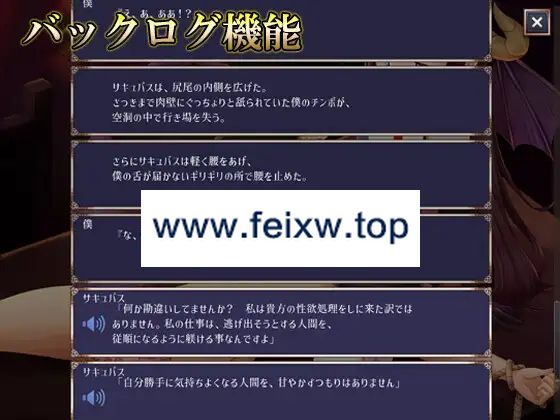 バックログ機能
僕
『え、あ、ああ！？
サキュバスは、尻尾の内側を広げた。
さっきまで肉壁にぐっちょりと舐られていた僕のチンポが、
空洞の中で行き場を失う。
さらにサキュバスは軽く腰をあげ、
僕の舌が届かないギリギリの所で腰を止めた。
僕
『な、
www.feixw.top
サキュバス
「何か勘違いしてませんか？　私は貴方の性欲処理をしに来た訳では
ありません。私の仕事は、逃げ出そうとする人間を、
従順になるように躾ける事なんですよ」
サキュバス
「自分勝手に気持ちよくなる人間を、甘やかすつもりはありません」